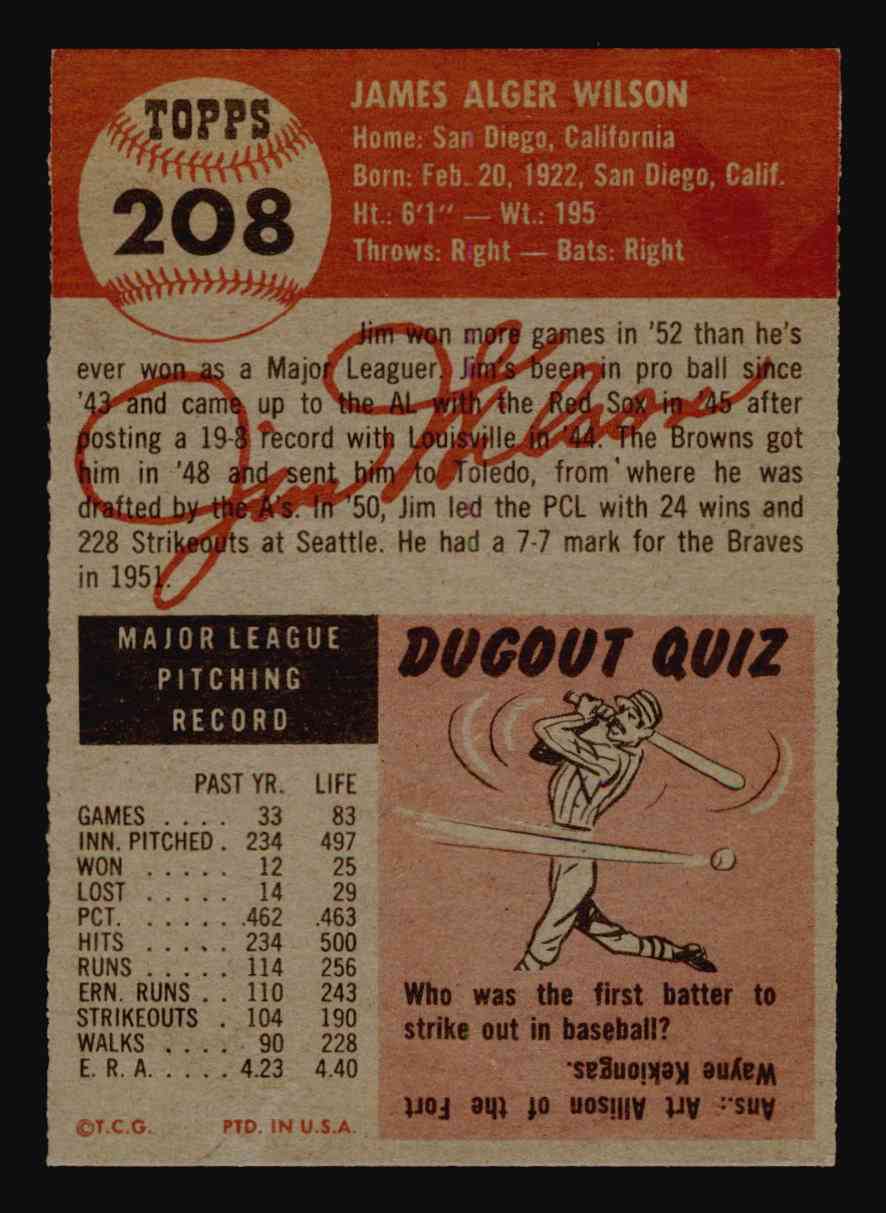 TOPPS
208
JAMES ALGER WILSON
Home: San Diego, California
Born: Feb. 20, 1922, San Diego, Calif.
Ht.: 6'1" — Wt.: 195
Throws: Right — Bats: Right
Jim won more games in '52 than he's
ever won as a Major Leaguer. Jim's been in pro ball since
'43 and came up to the AL with the Red Sox in '45 after
posting a 19-8 record with Louisville in '44. The Browns got
him in '48 and sent him to Toledo, from where he was
drafted by the A's. In '50, Jim led the PCL with 24 wins and
228 Strikeouts at Seattle. He had a 7-7 mark for the Braves
in 1951.
Jim Wilson
MAJOR LEAGUE
PITCHING
RECORD
PAST YR. LIFE
GAMES . . . . 33 83
INN. PITCHED . 234 497
WON . . . . . 12 25
LOST . . . . . 14 29
PCT. . . . . . .462 .463
HITS . . . . . 234 500
RUNS . . . . . 114 256
ERN. RUNS . . 110 243
STRIKEOUTS . 104 190
WALKS . . . . 90 228
E. R. A. . . . . 4.23 4.40
©T.C.G. PTD. IN U.S.A.
DUGOUT QUIZ
Who was the first batter to
strike out in baseball?
Ans.: Art Allison of the Fort
Wayne Kekiongas.